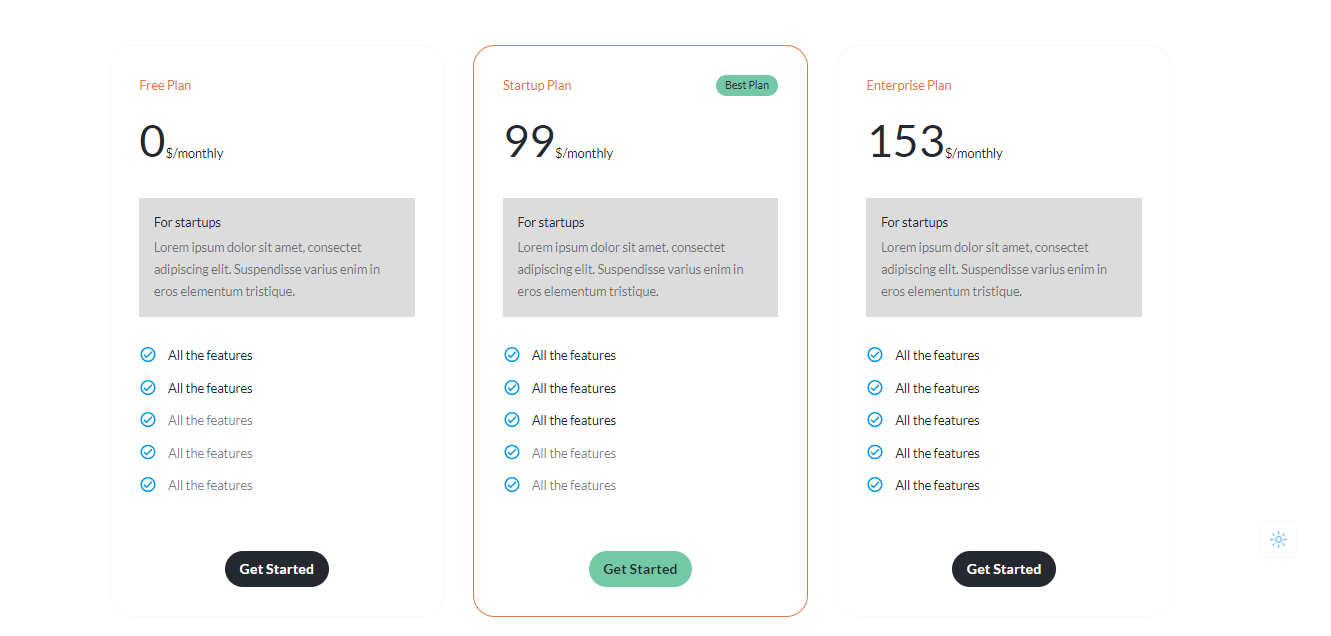 Free Plan
0$/monthly
For startups
Lorem ipsum dolor sit amet, consectet
adipiscing elit. Suspendisse varius enim in
eros elementum tristique.
All the features
All the features
All the features
All the features
All the features
Get Started
Startup Plan
Best Plan
99$/monthly
For startups
Lorem ipsum dolor sit amet, consectet
adipiscing elit. Suspendisse varius enim in
eros elementum tristique.
All the features
All the features
All the features
All the features
All the features
Get Started
Enterprise Plan
153$/monthly
For startups
Lorem ipsum dolor sit amet, consectet
adipiscing elit. Suspendisse varius enim in
eros elementum tristique.
All the features
All the features
All the features
All the features
All the features
Get Started